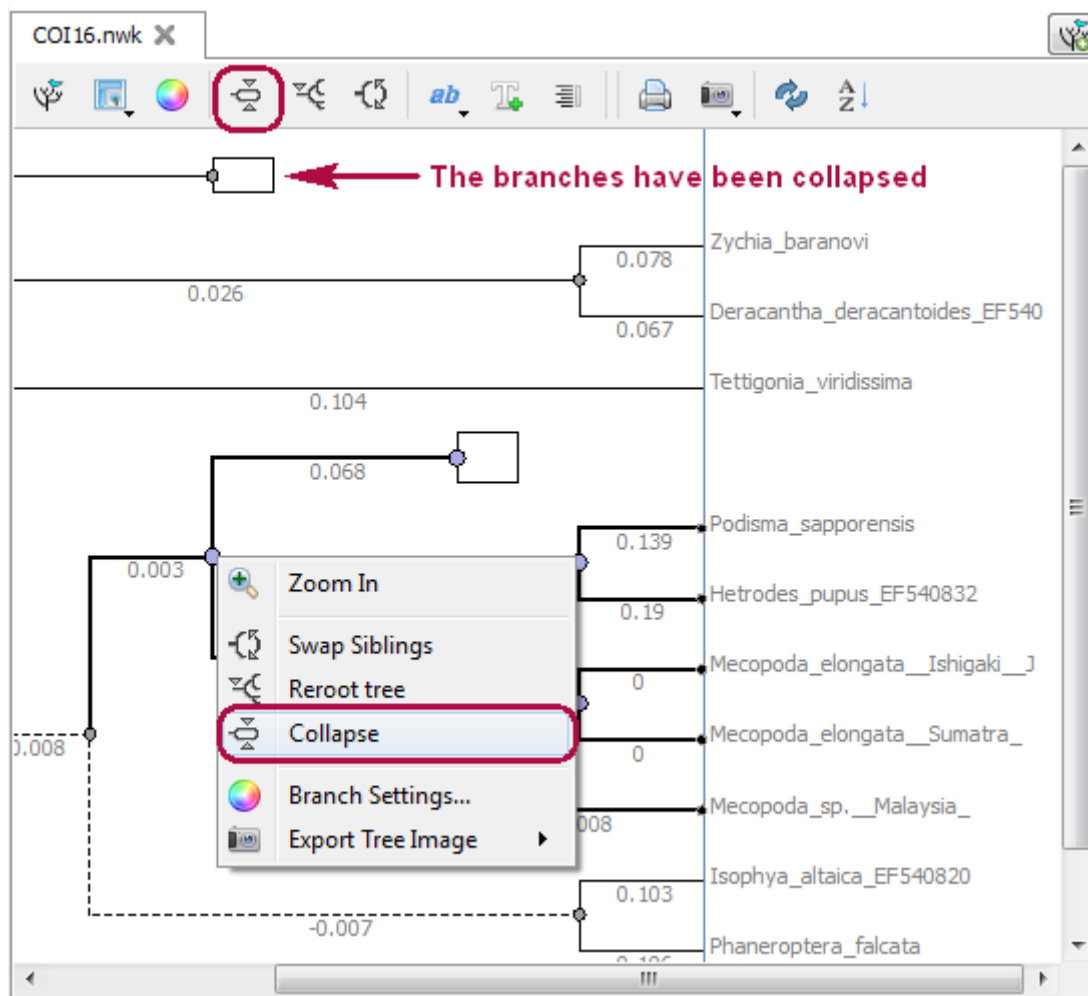 COI16.nwk
ab
A
Z
The branches have been collapsed
Zychia_baranovi
0.078
0.026
Deracantha_deracantoides_EF540
0.067
Tettigonia_viridissima
0.104
0.068
Podisma_sapporensis
0.139
0.003
Zoom In
Hetrodes_pupus_EF540832
0.19
Swap Siblings
Mecopoda_elongata__Ishigaki__J
0
Reroot tree
Collapse
Mecopoda_elongata__Sumatra_
0.008
0
Branch Settings...
Mecopoda_sp.__Malaysia_
008
Export Tree Image
Isophya_altaica_EF540820
0.103
-0.007
Phaneroptera_falcata